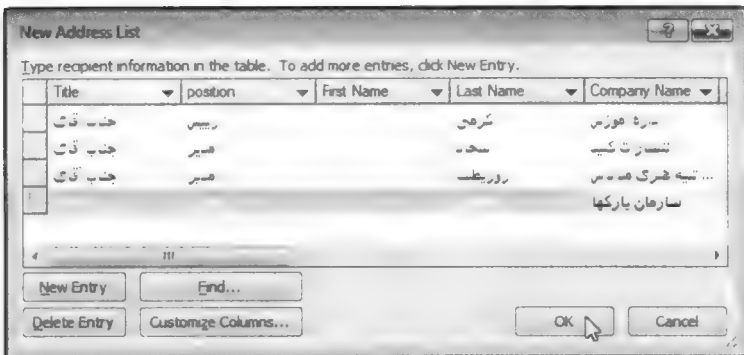 New Address List
Type recipient information in the table. To add more entries, click New Entry.
Title position First Name Last Name Company Name
جناب آقای رییس کرمی
جناب آقای مدیر
جناب آقای مدیر
سازمان پارکها
New Entry Find...
Delete Entry Customize Columns... OK Cancel